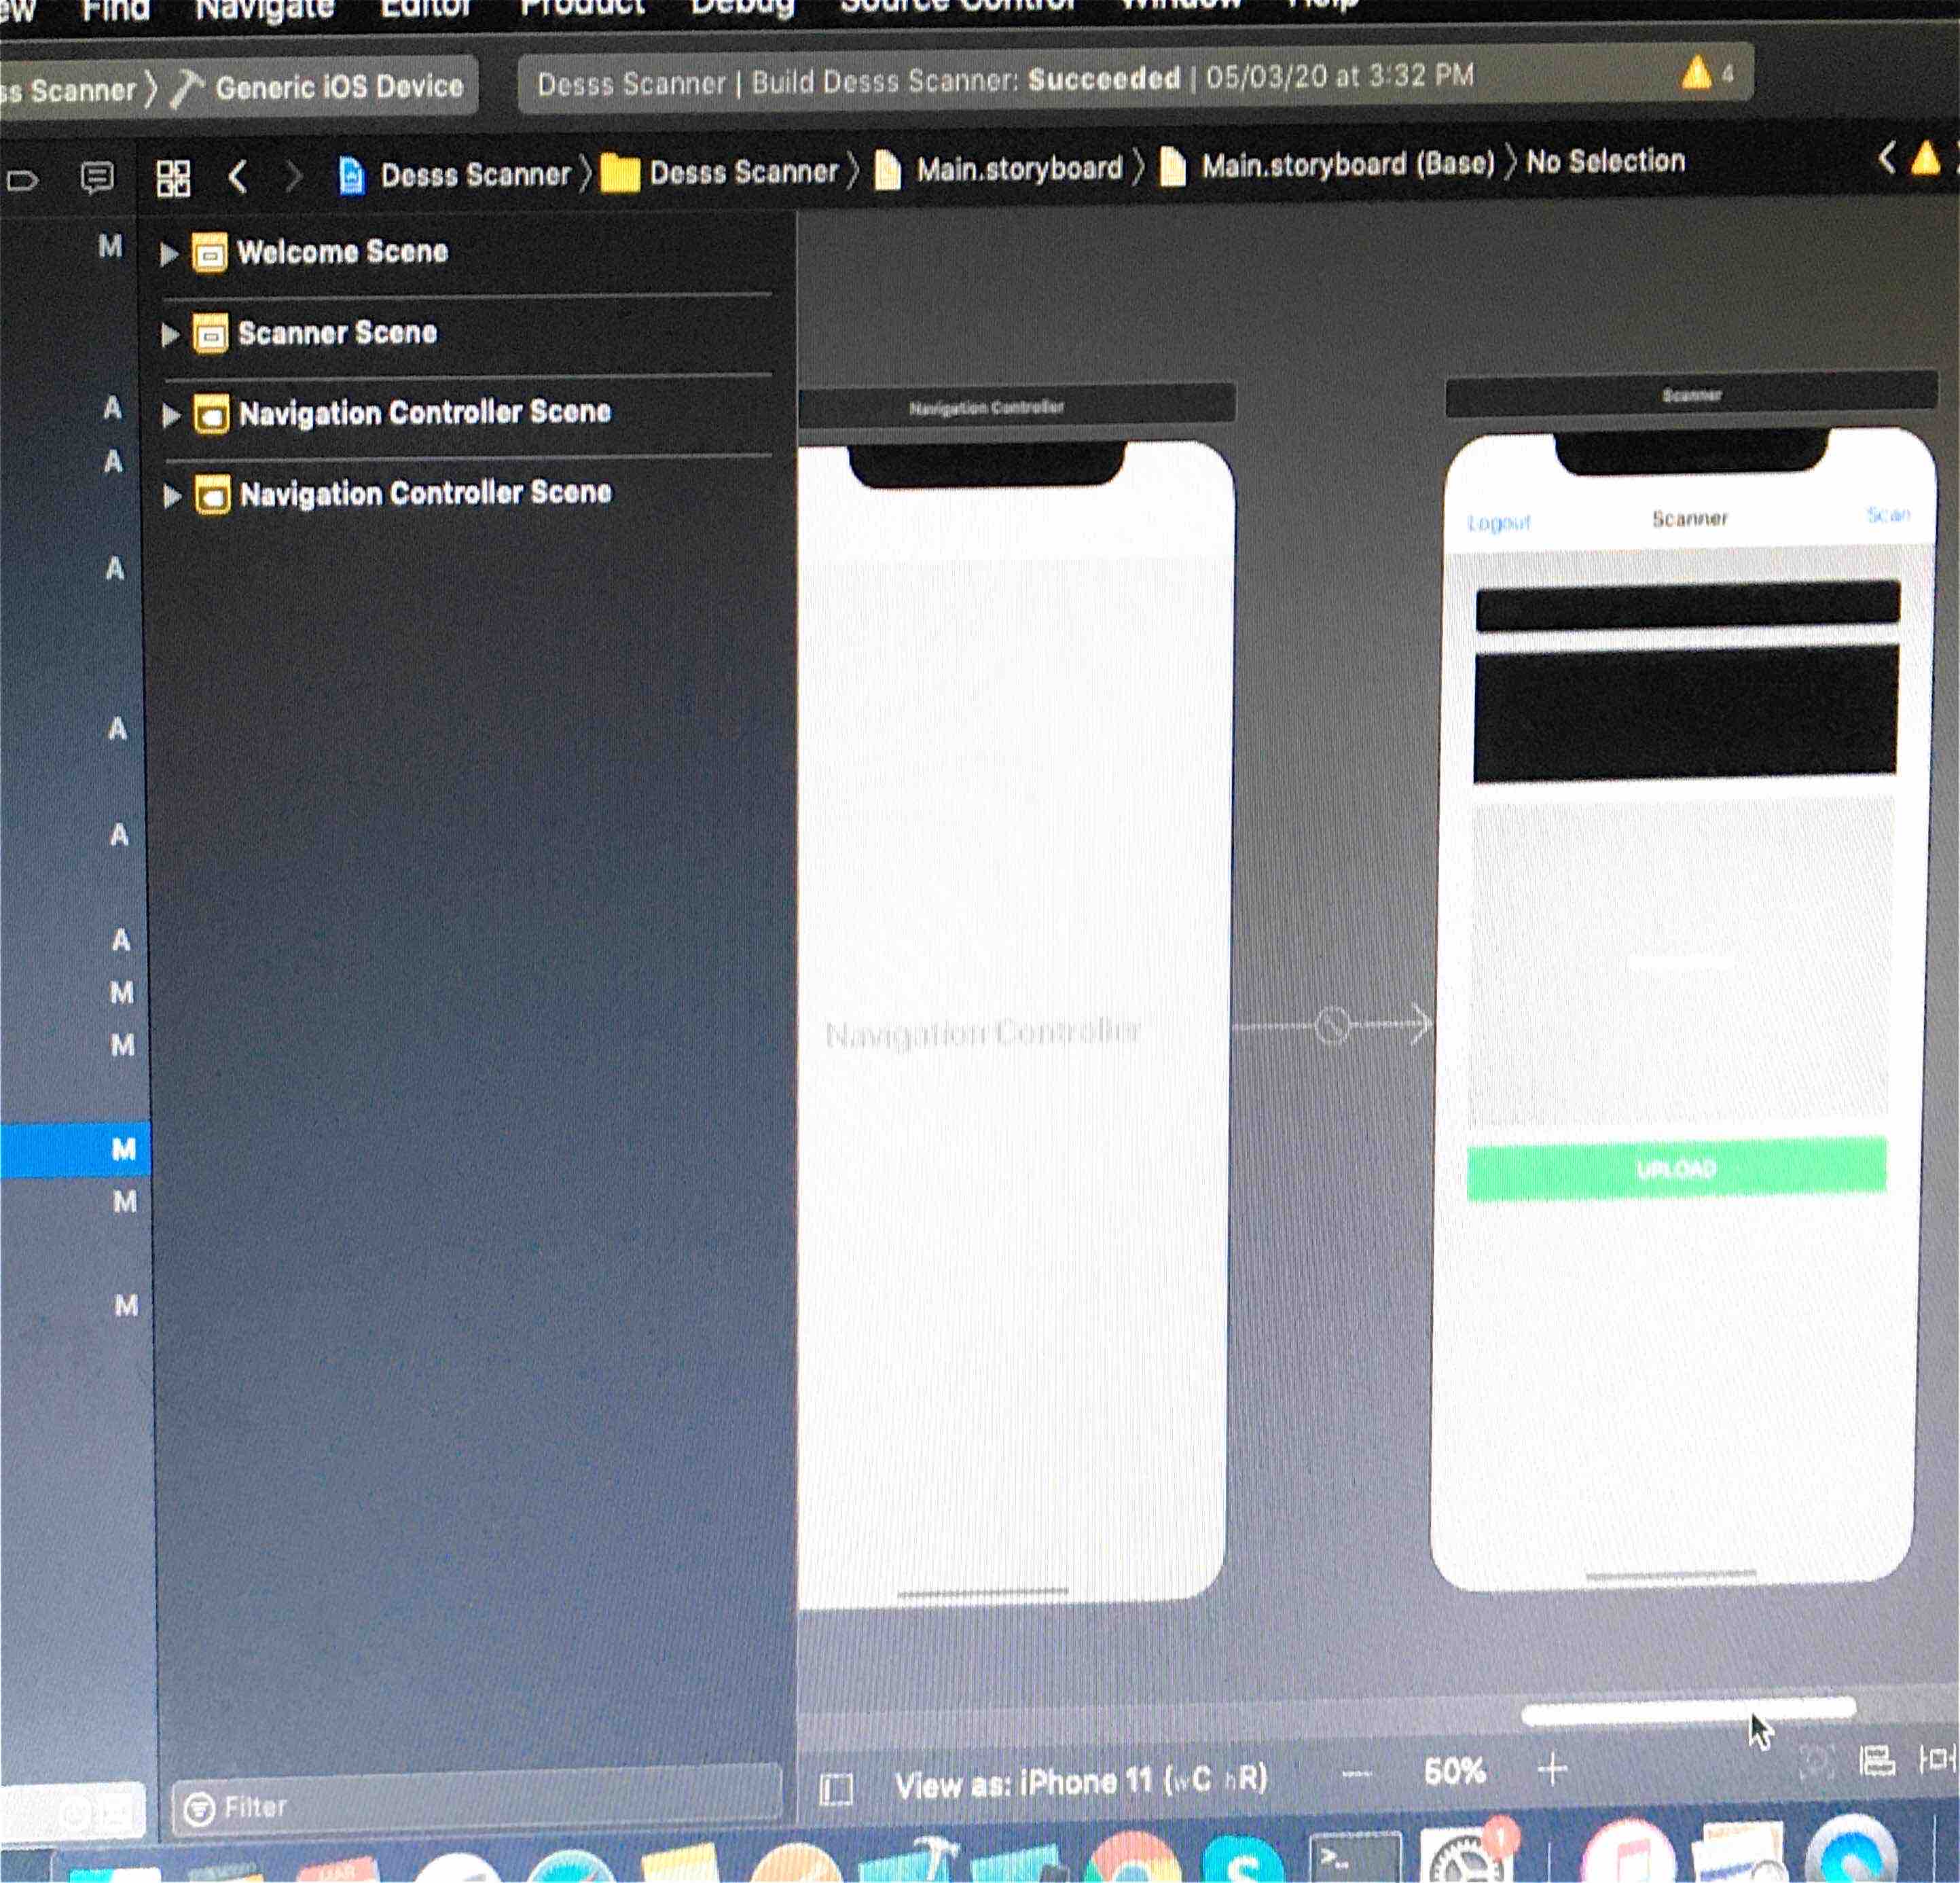 Find Navigate Editor Product Debug Source Control Window Help
ss Scanner Generic iOS Device
Desss Scanner | Build Desss Scanner: Succeeded | 05/03/20 at 3:32 PM
4
Desss Scanner Desss Scanner Main.storyboard Main.storyboard (Base) No Selection
M
Welcome Scene
Scanner Scene
A
Navigation Controller Scene
A
Navigation Controller Scene
A
A
A
A
M
M
M
M
M
Navigation Controller
Navigation Controller
Scanner
Logout Scanner Scan
UPLOAD
Filter
View as: iPhone 11 (wC hR)
50%
1